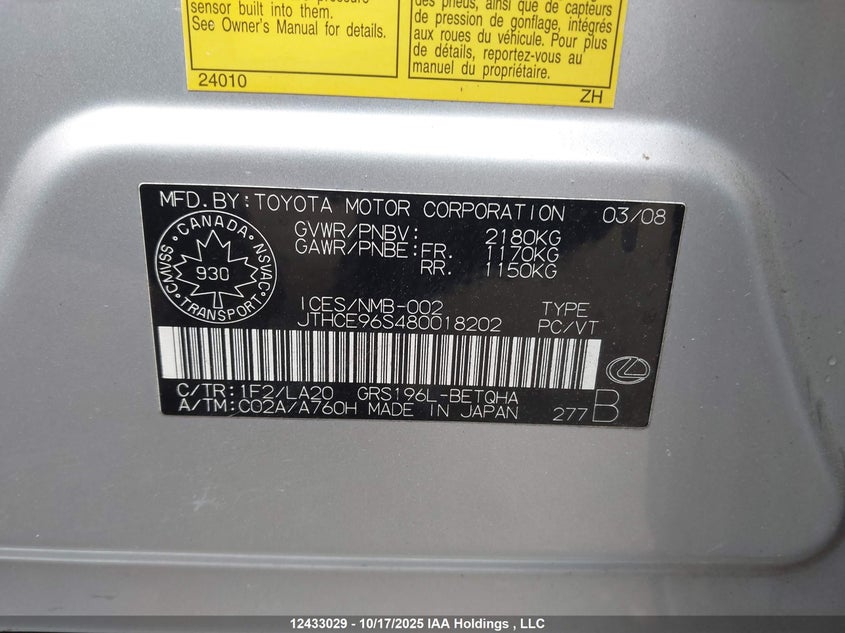 sensor built into them.
See Owner's Manual for details.
24010
des pneus, ainsi que de capteurs
de pression de gonflage, intégrés
aux roues du véhicule. Pour plus
de détails, reportez-vous au
manuel du propriétaire.
ZH
MFD. BY: TOYOTA MOTOR CORPORATION 03/08
GVWR/PNBV: 2180KG
GAWR/PNBE: FR. 1170KG
RR. 1150KG
CANADA
CMVSS NSVAC
930
TRANSPORT
ICES/NMB-002 TYPE
JTHCE96S480018202 PC/VT
C/TR: 1F2/LA20 GRS196L-BETQHA
A/TM: C02A/A760H MADE IN JAPAN 277 B
12433029 - 10/17/2025 IAA Holdings , LLC